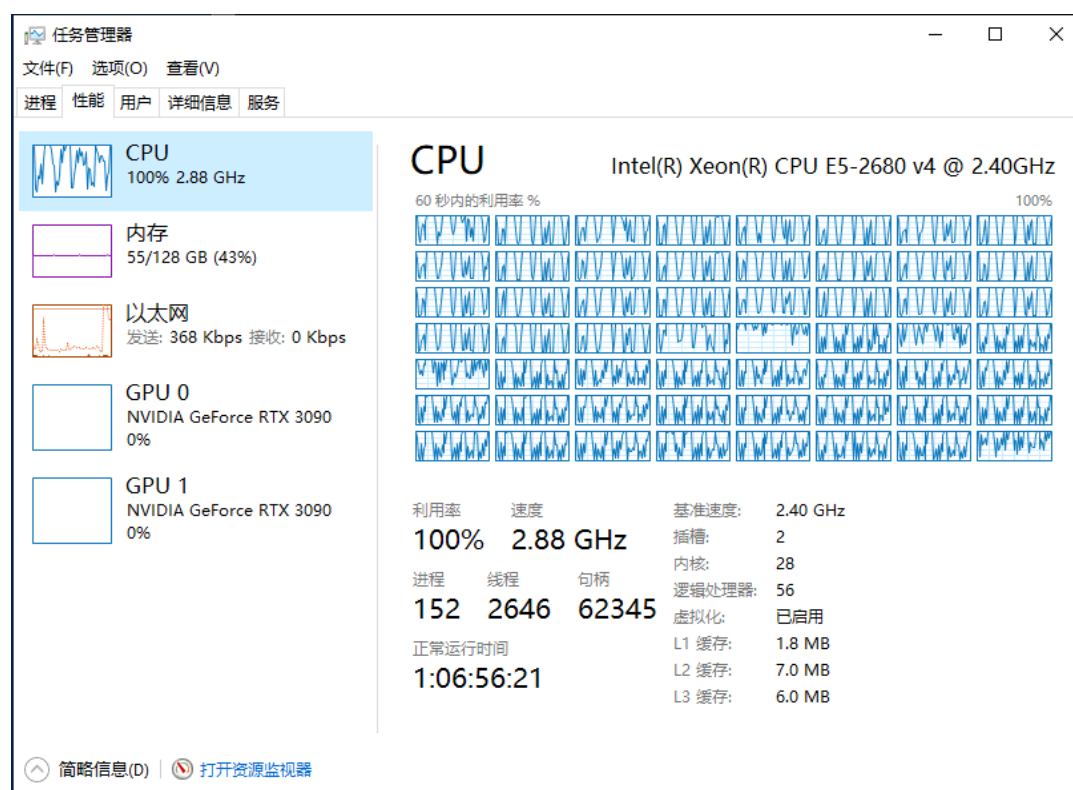 任务管理器
文件(F) 选项(O) 查看(V)
进程 性能 用户 详细信息 服务
CPU
100% 2.88 GHz
内存
55/128 GB (43%)
以太网
发送: 368 Kbps 接收: 0 Kbps
GPU 0
NVIDIA GeForce RTX 3090
0%
GPU 1
NVIDIA GeForce RTX 3090
0%
CPU Intel(R) Xeon(R) CPU E5-2680 v4 @ 2.40GHz
60 秒内的利用率 % 100%
利用率 速度
100% 2.88 GHz
进程 线程 句柄
152 2646 62345
正常运行时间
1:06:56:21
基准速度: 2.40 GHz
插槽: 2
内核: 28
逻辑处理器: 56
虚拟化: 已启用
L1 缓存: 1.8 MB
L2 缓存: 7.0 MB
L3 缓存: 6.0 MB
简略信息(D) 打开资源监视器